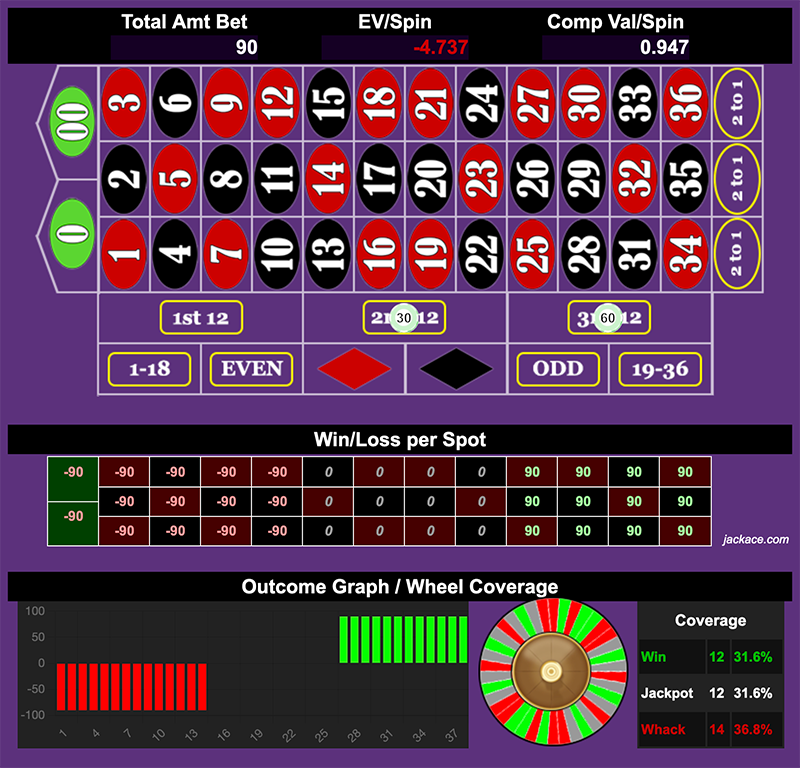 Total Amt Bet EV/Spin Comp Val/Spin
90 -4.737 0.947
00 3 6 9 12 15 18 21 24 27 30 33 36 2 to 1
2 5 8 11 14 17 20 23 26 29 32 35 2 to 1
0 1 4 7 10 13 16 19 22 25 28 31 34 2 to 1
1st 12 2n 30 12 3r 60 12
1-18 EVEN ODD 19-36
Win/Loss per Spot
-90 -90 -90 -90 -90 0 0 0 0 90 90 90 90
-90 -90 -90 -90 0 0 0 0 90 90 90 90
-90 -90 -90 -90 -90 0 0 0 0 90 90 90 90
jackace.com
Outcome Graph / Wheel Coverage
100
50
0
-50
-100
1 4 7 10 13 16 19 22 25 28 31 34 37
Coverage
Win 12 31.6%
Jackpot 12 31.6%
Whack 14 36.8%